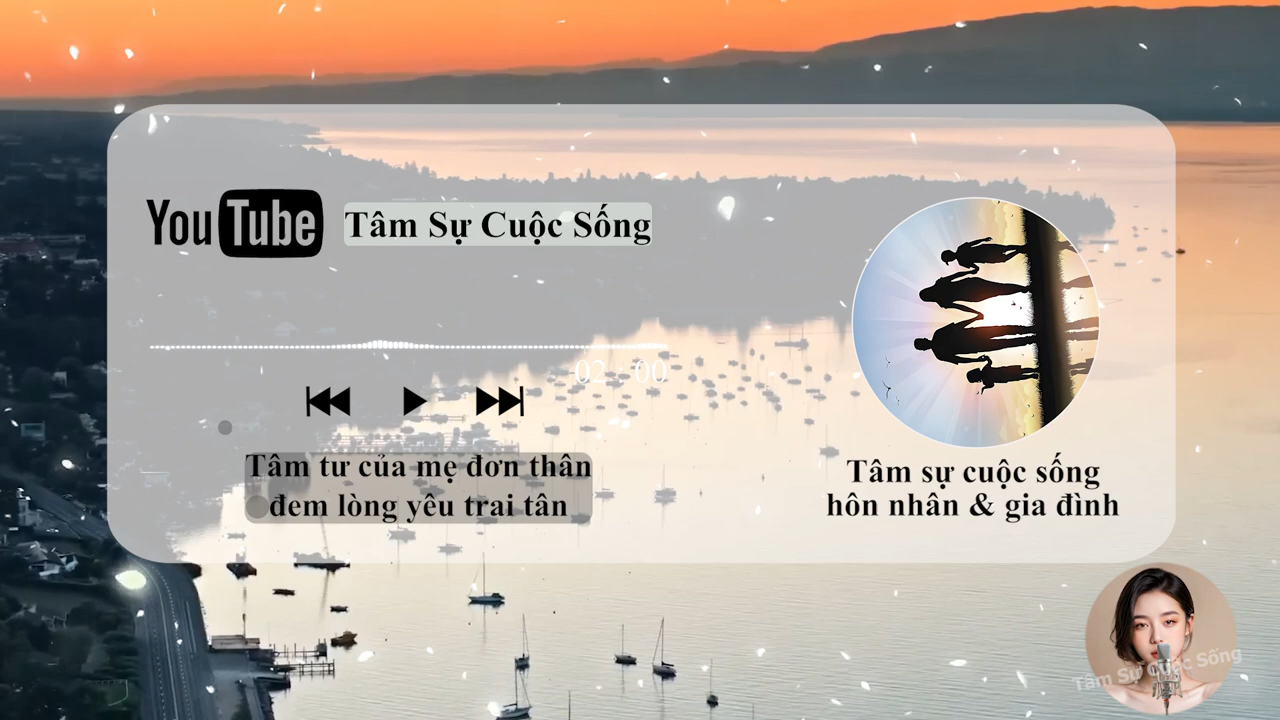 YouTube Tâm Sự Cuộc Sống
02 : 00
Tâm tư của mẹ đơn thân
đem lòng yêu trai tân
Tâm sự cuộc sống
hôn nhân & gia đình
Tâm Sự Cuộc Sống